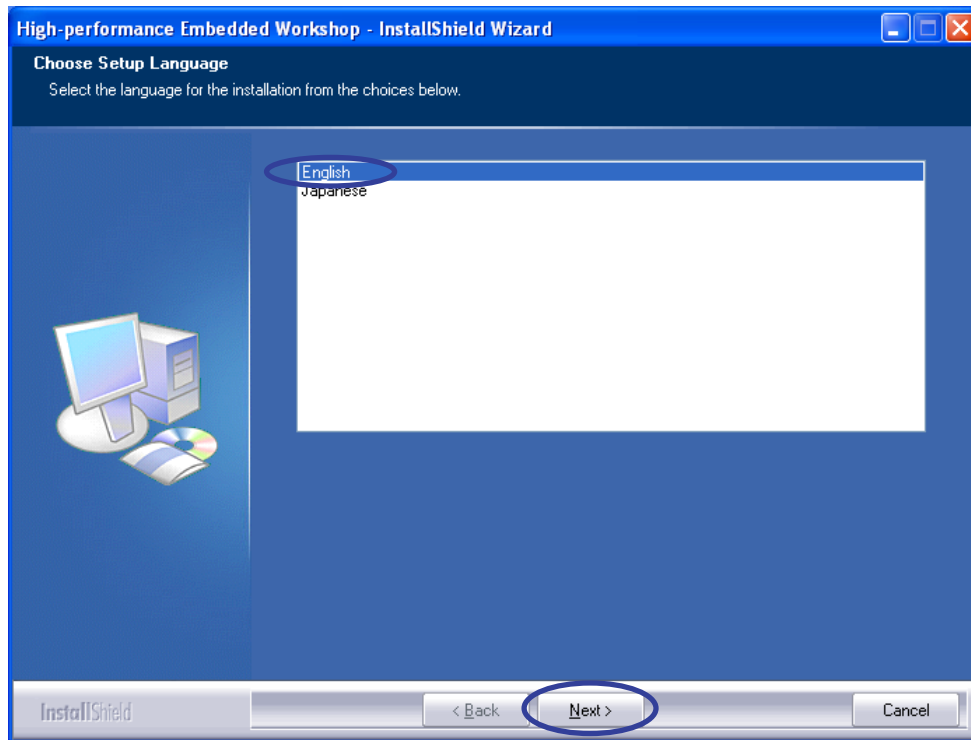 High-performance Embedded Workshop - InstallShield Wizard
Choose Setup Language
Select the language for the installation from the choices below.
English
Japanese
InstallShield
< Back
Next >
Cancel